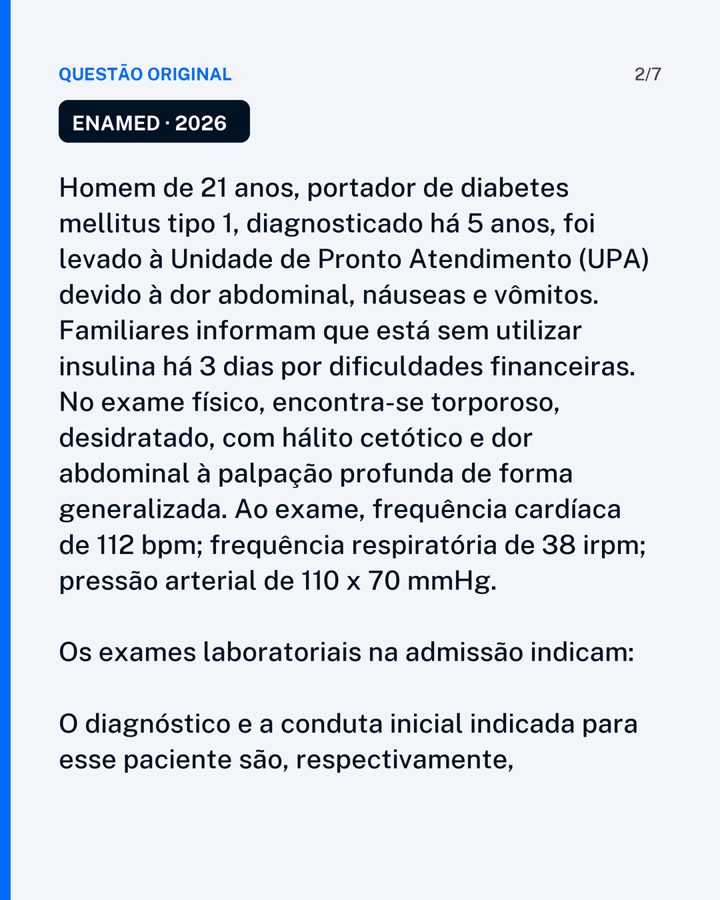 QUESTÃO ORIGINAL
2/7
ENAMED · 2026
Homem de 21 anos, portador de diabetes
mellitus tipo 1, diagnosticado há 5 anos, foi
levado à Unidade de Pronto Atendimento (UPA)
devido à dor abdominal, náuseas e vômitos.
Familiares informam que está sem utilizar
insulina há 3 dias por dificuldades financeiras.
No exame físico, encontra-se torporoso,
desidratado, com hálito cetótico e dor
abdominal à palpação profunda de forma
generalizada. Ao exame, frequência cardíaca
de 112 bpm; frequência respiratória de 38 irpm;
pressão arterial de 110 x 70 mmHg.
Os exames laboratoriais na admissão indicam:
O diagnóstico e a conduta inicial indicada para
esse paciente são, respectivamente,